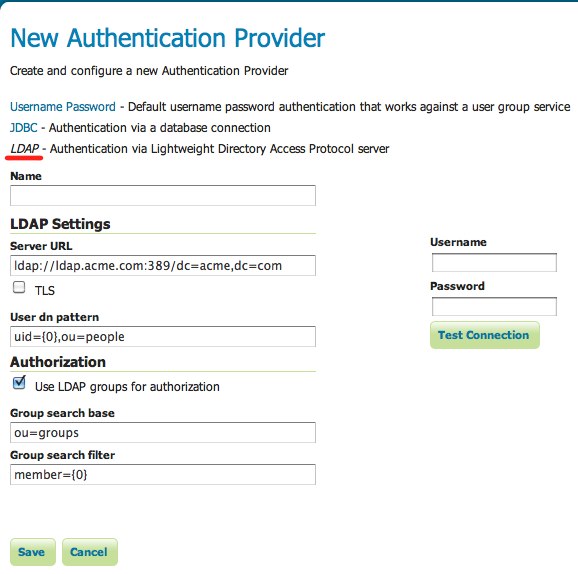 New Authentication Provider
Create and configure a new Authentication Provider
Username Password - Default username password authentication that works against a user group service
JDBC - Authentication via a database connection
LDAP - Authentication via Lightweight Directory Access Protocol server
Name
LDAP Settings
Server URL
ldap://ldap.acme.com:389/dc=acme,dc=com
TLS
User dn pattern
uid={0},ou=people
Authorization
Use LDAP groups for authorization
Group search base
ou=groups
Group search filter
member={0}
Username
Password
Test Connection
Save Cancel